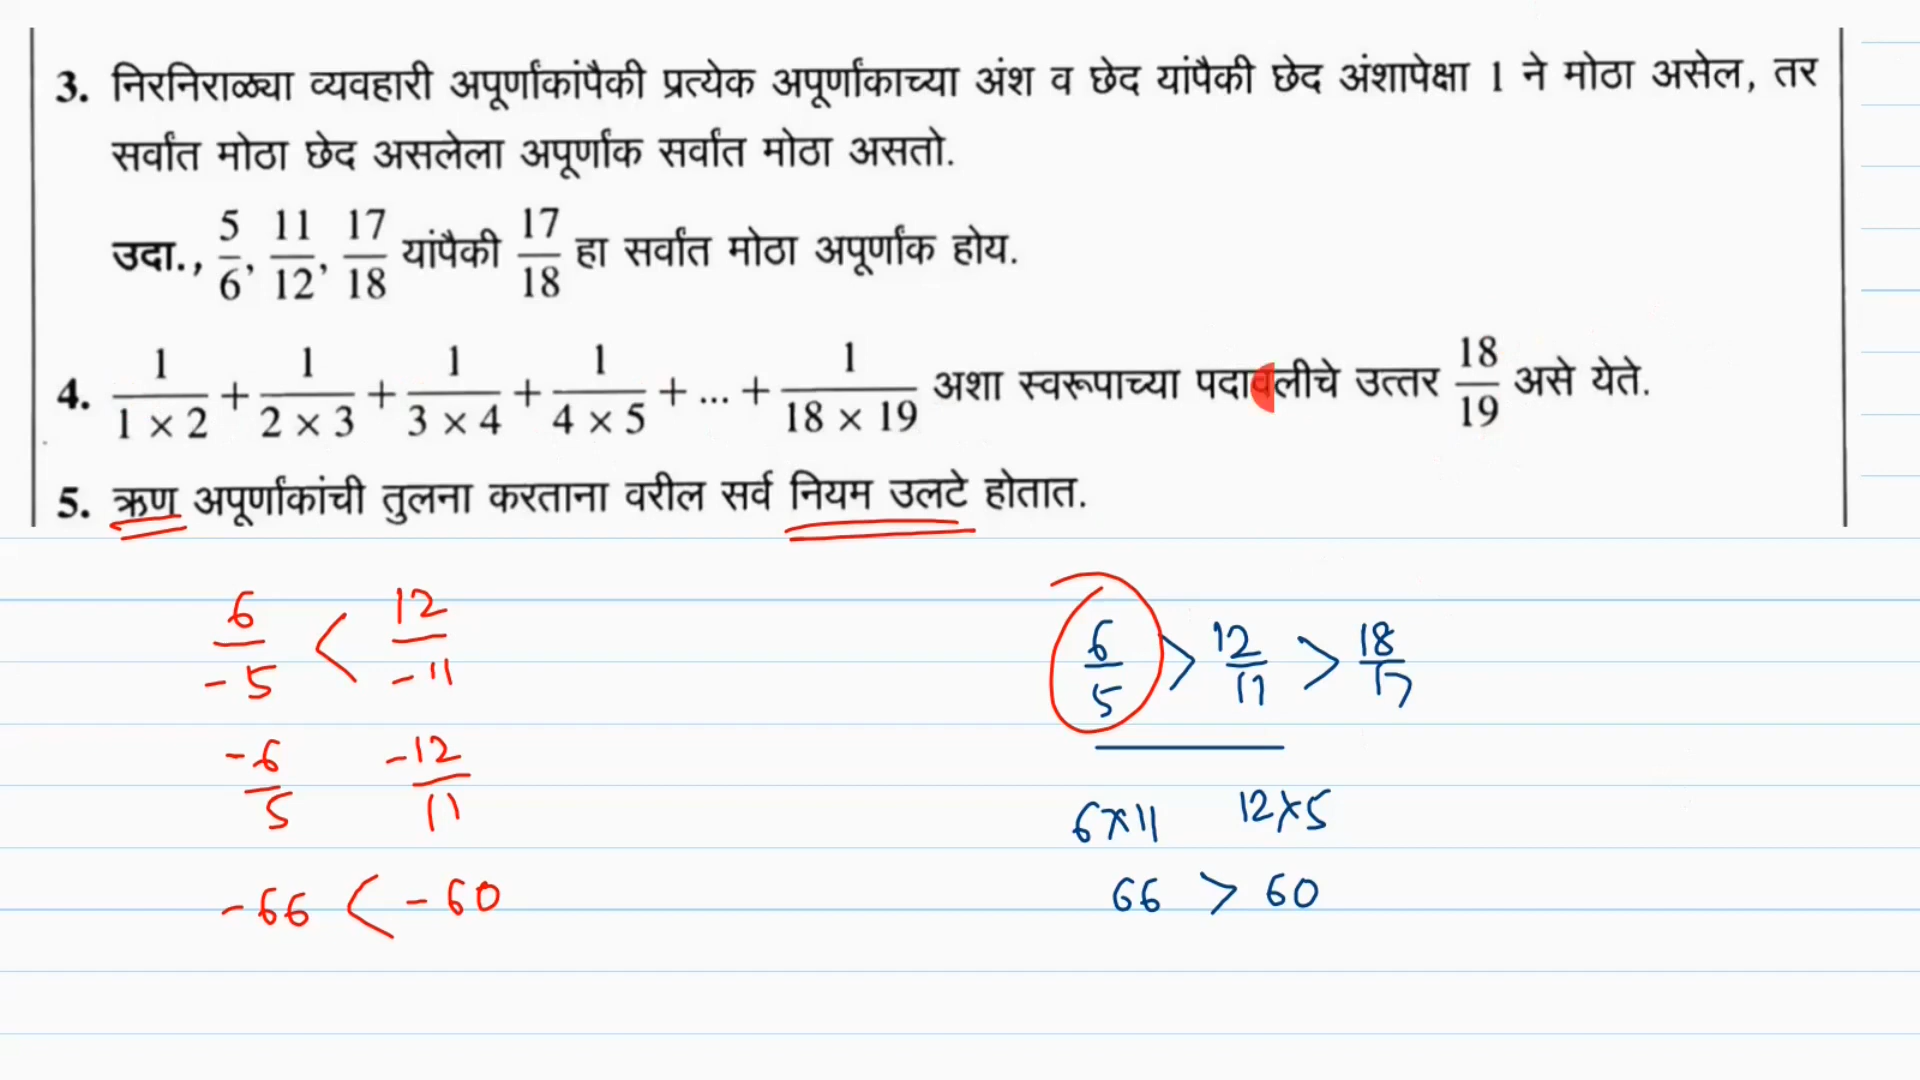 3. निरनिराळ्या व्यवहारी अपूर्णांकांपैकी प्रत्येक अपूर्णांकाच्या अंश व छेद यांपैकी छेद अंशापेक्षा 1 ने मोठा असेल, तर
सर्वांत मोठा छेद असलेला अपूर्णांक सर्वांत मोठा असतो.
उदा., 5/6, 11/12, 17/18 यांपैकी 17/18 हा सर्वांत मोठा अपूर्णांक होय.
4. 1/(1 × 2) + 1/(2 × 3) + 1/(3 × 4) + 1/(4 × 5) + ... + 1/(18 × 19) अशा स्वरूपाच्या पदावलीचे उत्तर 18/19 असे येते.
5. ऋण अपूर्णांकांची तुलना करताना वरील सर्व नियम उलटे होतात.
6/-5 < 12/-11
-6/5 -12/11
-66 < -60
6/5 > 12/11 > 18/17
6×11 12×5
66 > 60